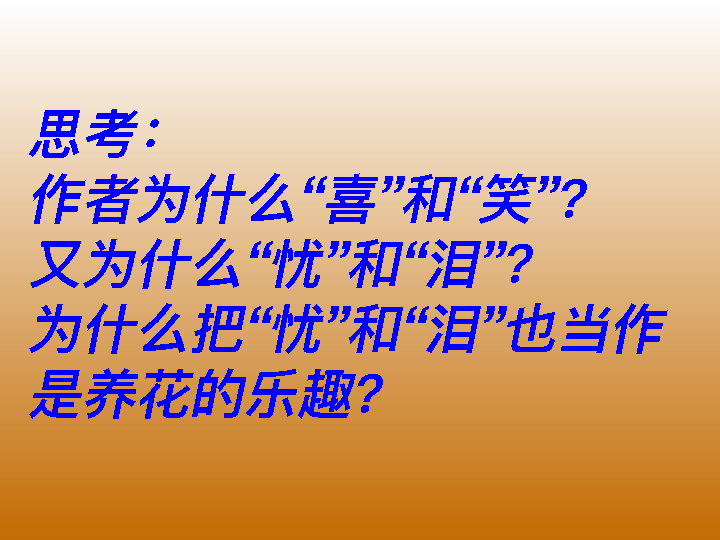 思考：
作者为什么“喜”和“笑”?
又为什么“忧”和“泪”?
为什么把“忧”和“泪”也当作
是养花的乐趣?